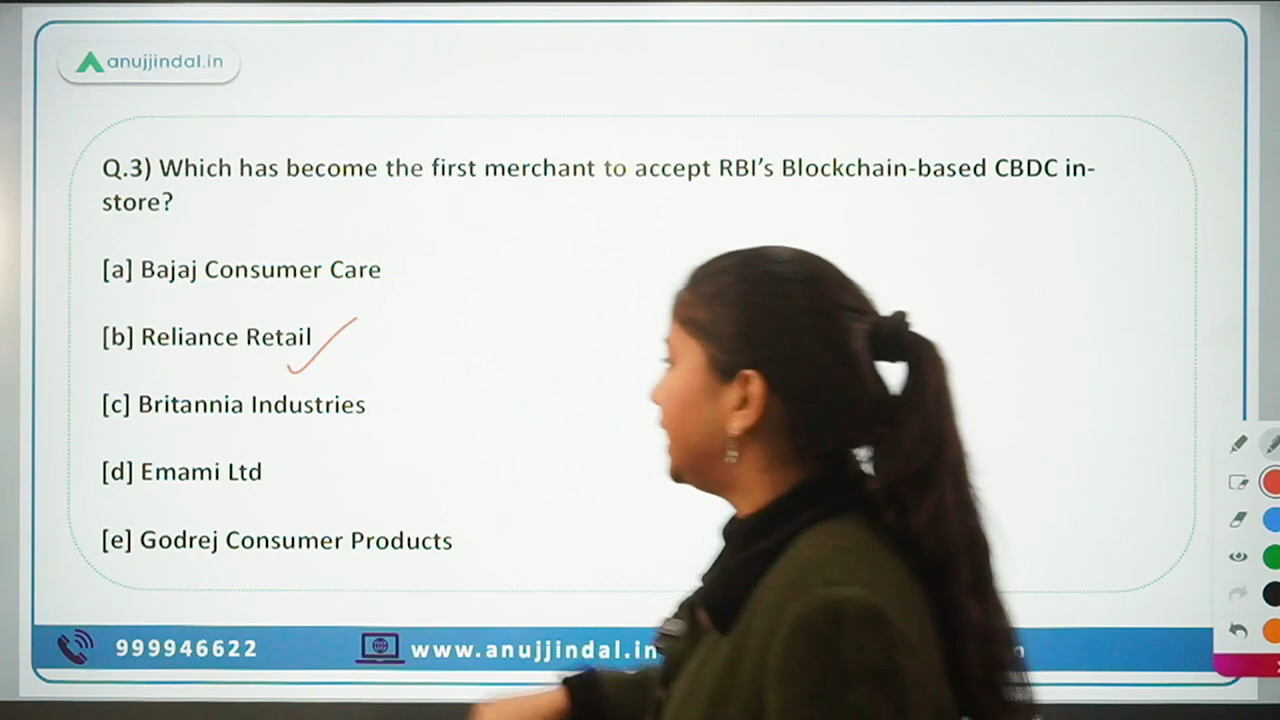 anujjindal.in
Q.3) Which has become the first merchant to accept RBI's Blockchain-based CBDC in-
store?
[a] Bajaj Consumer Care
[b] Reliance Retail
[c] Britannia Industries
[d] Emami Ltd
[e] Godrej Consumer Products
999946622
www.anujjindal.in